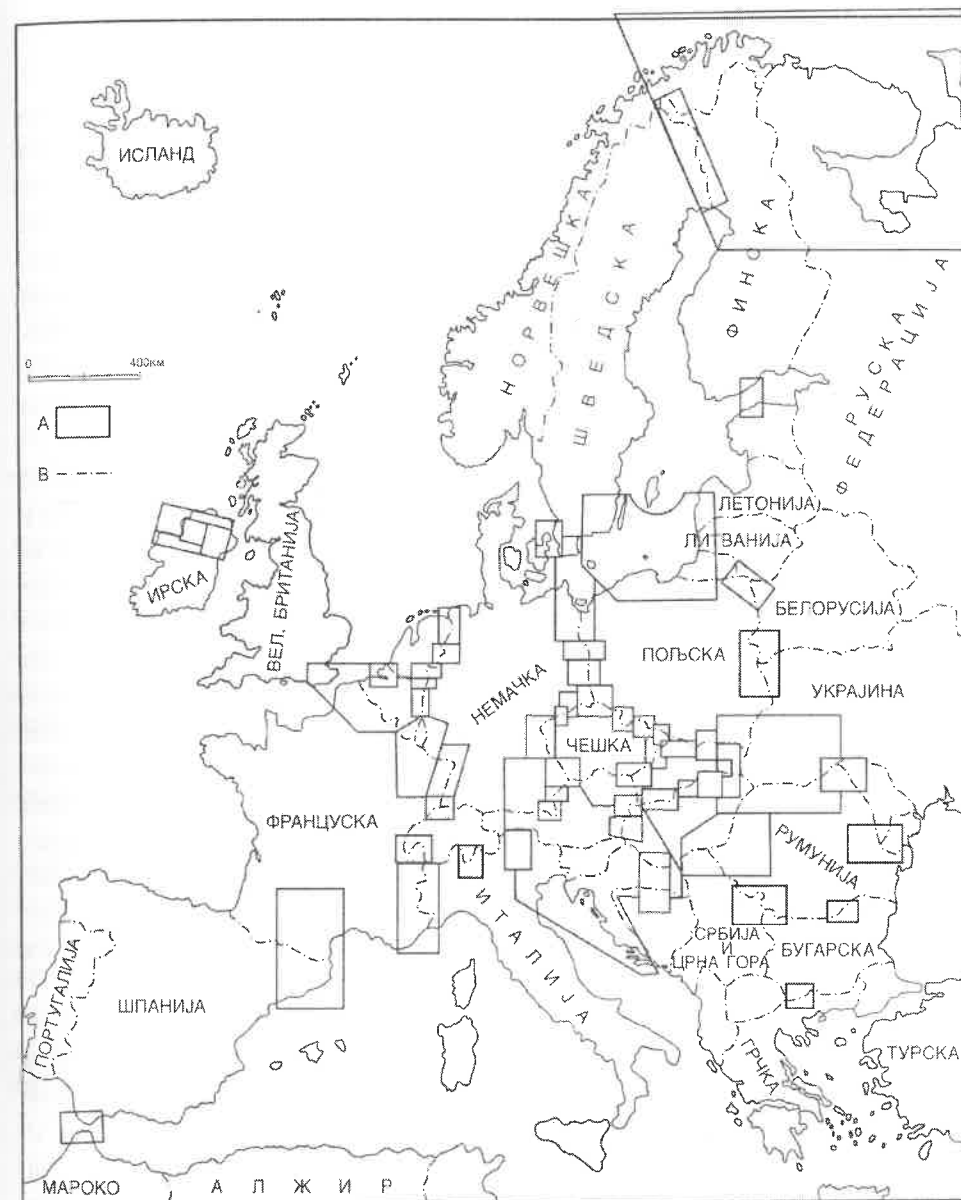 ИСЛАНД
НОРВЕШКА
ШВЕДСКА
ФИНСКА
РУСКА
ФЕДЕРАЦИЈА
0 400км
А
В
ЛЕТОНИЈА
ЛИТВАНИЈА
ИРСКА
ВЕЛ. БРИТАНИЈА
БЕЛОРУСИЈА
ПОЉСКА
НЕМАЧКА
УКРАЈИНА
ЧЕШКА
ФРАНЦУСКА
РУМУНИЈА
ИТАЛИЈА
СРБИЈА
И
ЦРНА ГОРА
БУГАРСКА
ПОРТУГАЛИЈА
ШПАНИЈА
ГРЧКА
ТУРСКА
МАРОКО
АЛЖИР